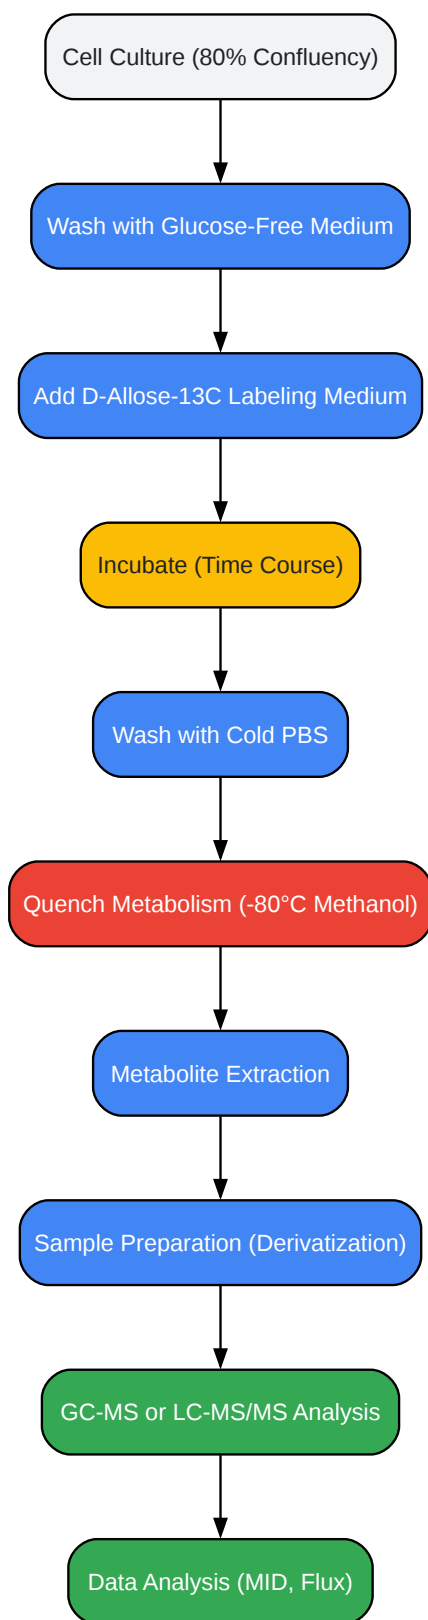 Cell Culture (80% Confluency)
Wash with Glucose-Free Medium
Add D-Allose-13C Labeling Medium
Incubate (Time Course)
Wash with Cold PBS
Quench Metabolism (-80°C Methanol)
Metabolite Extraction
Sample Preparation (Derivatization)
GC-MS or LC-MS/MS Analysis
Data Analysis (MID, Flux)